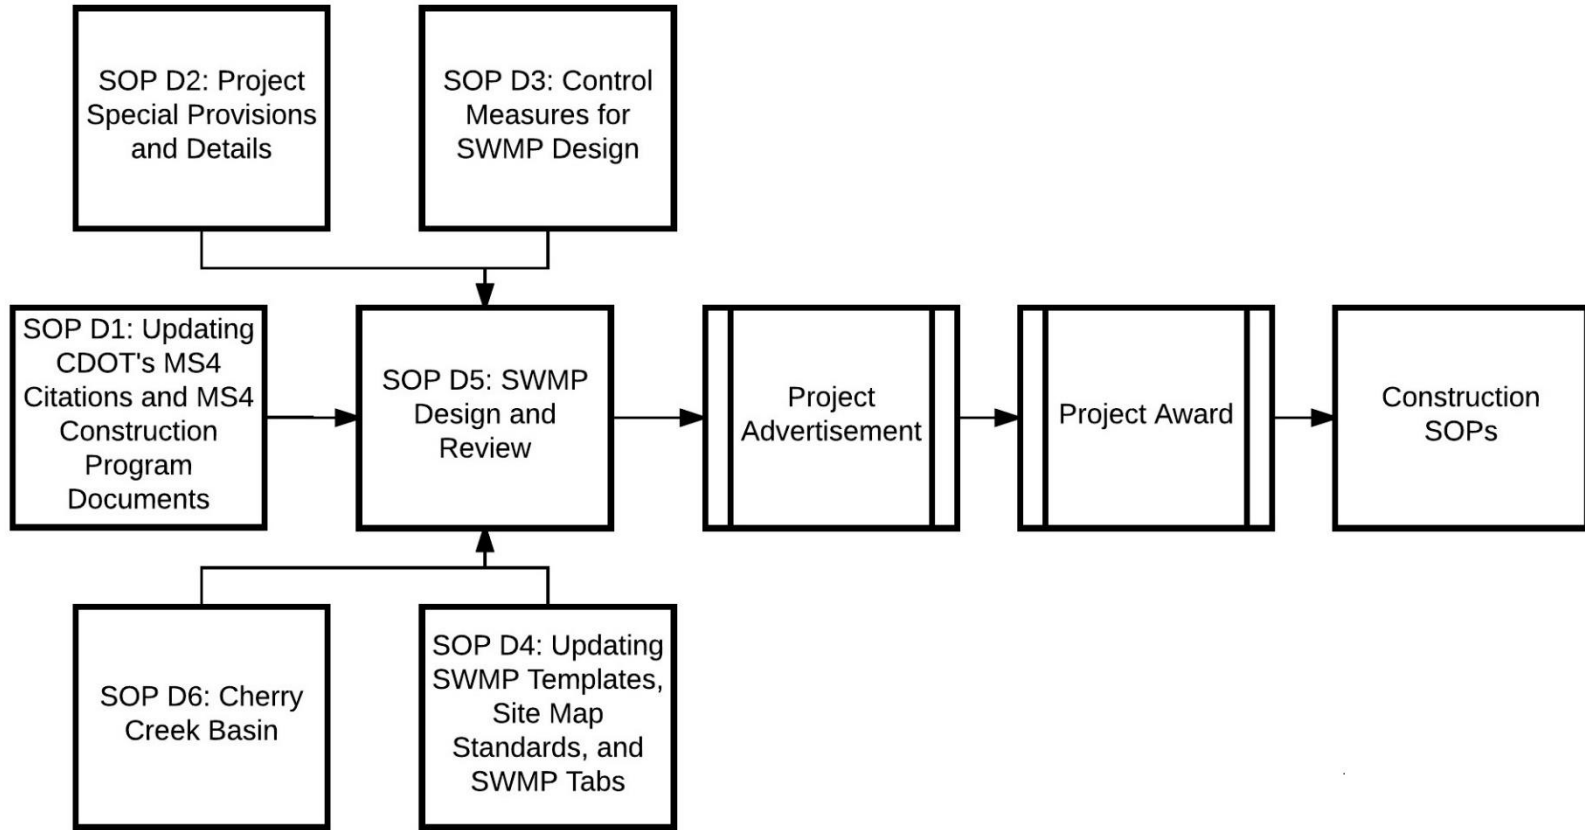 SOP D2: Project
Special Provisions
and Details
SOP D3: Control
Measures for
SWMP Design
SOP D1: Updating
CDOT's MS4
Citations and MS4
Construction
Program
Documents
SOP D5: SWMP
Design and
Review
Project
Advertisement
Project Award
Construction
SOPs
SOP D6: Cherry
Creek Basin
SOP D4: Updating
SWMP Templates,
Site Map
Standards, and
SWMP Tabs